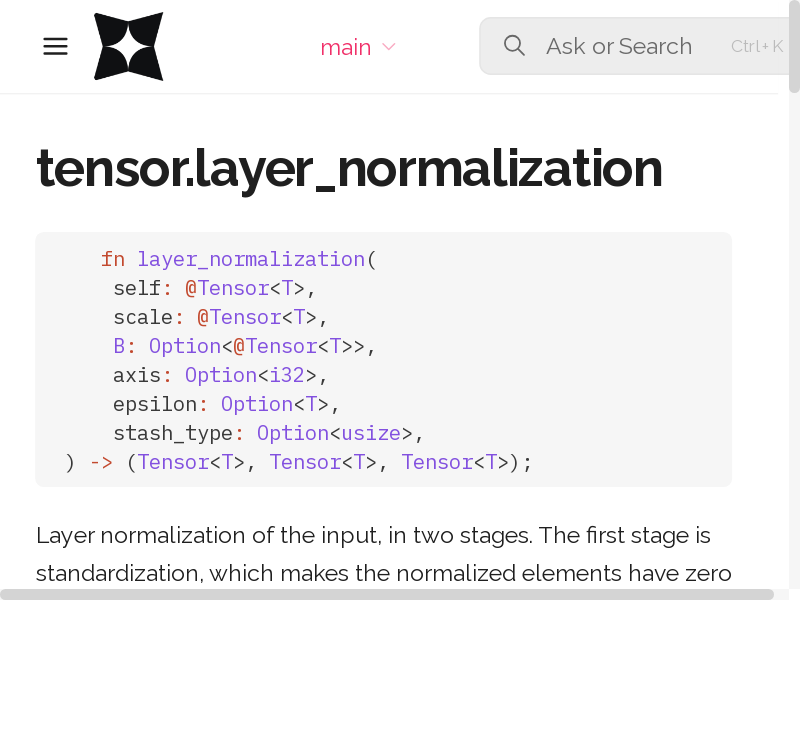 main
Ask or Search
Ctrl+K
tensor.layer_normalization
fn layer_normalization(
self: @Tensor<T>,
scale: @Tensor<T>,
B: Option<@Tensor<T>>,
axis: Option<i32>,
epsilon: Option<T>,
stash_type: Option<usize>,
) -> (Tensor<T>, Tensor<T>, Tensor<T>);
Layer normalization of the input, in two stages. The first stage is
standardization, which makes the normalized elements have zero